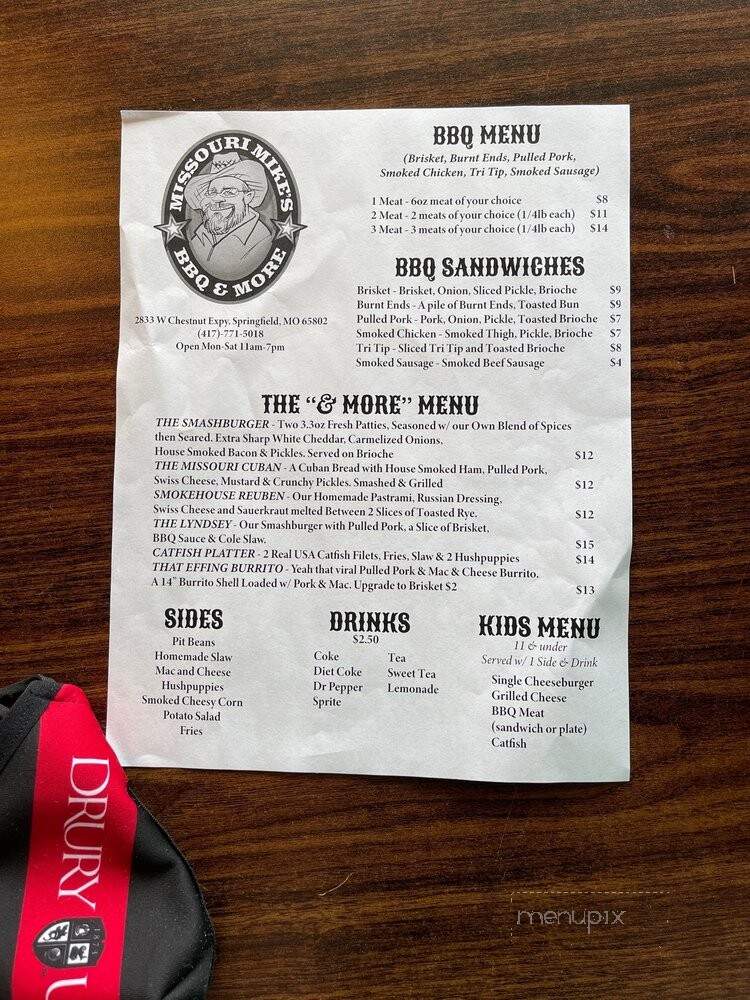 MISSOURI MIKE'S
BBQ & MORE
2833 W Chestnut Expy, Springfield, MO 65802
(417)-771-5018
Open Mon-Sat 11am-7pm
BBQ MENU
(Brisket, Burnt Ends, Pulled Pork,
Smoked Chicken, Tri Tip, Smoked Sausage)
1 Meat - 6oz meat of your choice $8
2 Meat - 2 meats of your choice (1/4lb each) $11
3 Meat - 3 meats of your choice (1/4lb each) $14
BBQ SANDWICHES
Brisket - Brisket, Onion, Sliced Pickle, Brioche $9
Burnt Ends - A pile of Burnt Ends, Toasted Bun $9
Pulled Pork - Pork, Onion, Pickle, Toasted Brioche $7
Smoked Chicken - Smoked Thigh, Pickle, Brioche $7
Tri Tip - Sliced Tri Tip and Toasted Brioche $8
Smoked Sausage - Smoked Beef Sausage $4
THE "& MORE" MENU
THE SMASHBURGER - Two 3.3oz Fresh Patties, Seasoned w/ our Own Blend of Spices
then Seared. Extra Sharp White Cheddar, Carmelized Onions,
House Smoked Bacon & Pickles. Served on Brioche $12
THE MISSOURI CUBAN - A Cuban Bread with House Smoked Ham, Pulled Pork,
Swiss Cheese, Mustard & Crunchy Pickles. Smashed & Grilled $12
SMOKEHOUSE REUBEN - Our Homemade Pastrami, Russian Dressing,
Swiss Cheese and Sauerkraut melted Between 2 Slices of Toasted Rye. $12
THE LYNDSEY - Our Smashburger with Pulled Pork, a Slice of Brisket,
BBQ Sauce & Cole Slaw. $15
CATFISH PLATTER - 2 Real USA Catfish Filets, Fries, Slaw & 2 Hushpuppies $14
THAT EFFING BURRITO - Yeah that viral Pulled Pork & Mac & Cheese Burrito,
A 14" Burrito Shell Loaded w/ Pork & Mac. Upgrade to Brisket $2 $13
SIDES
Pit Beans
Homemade Slaw
Mac and Cheese
Hushpuppies
Smoked Cheesy Corn
Potato Salad
Fries
DRINKS
$2.50
Coke
Diet Coke
Dr Pepper
Sprite
Tea
Sweet Tea
Lemonade
KIDS MENU
11 & under
Served w/ 1 Side & Drink
Single Cheeseburger
Grilled Cheese
BBQ Meat
(sandwich or plate)
Catfish
DRURY U
menupix